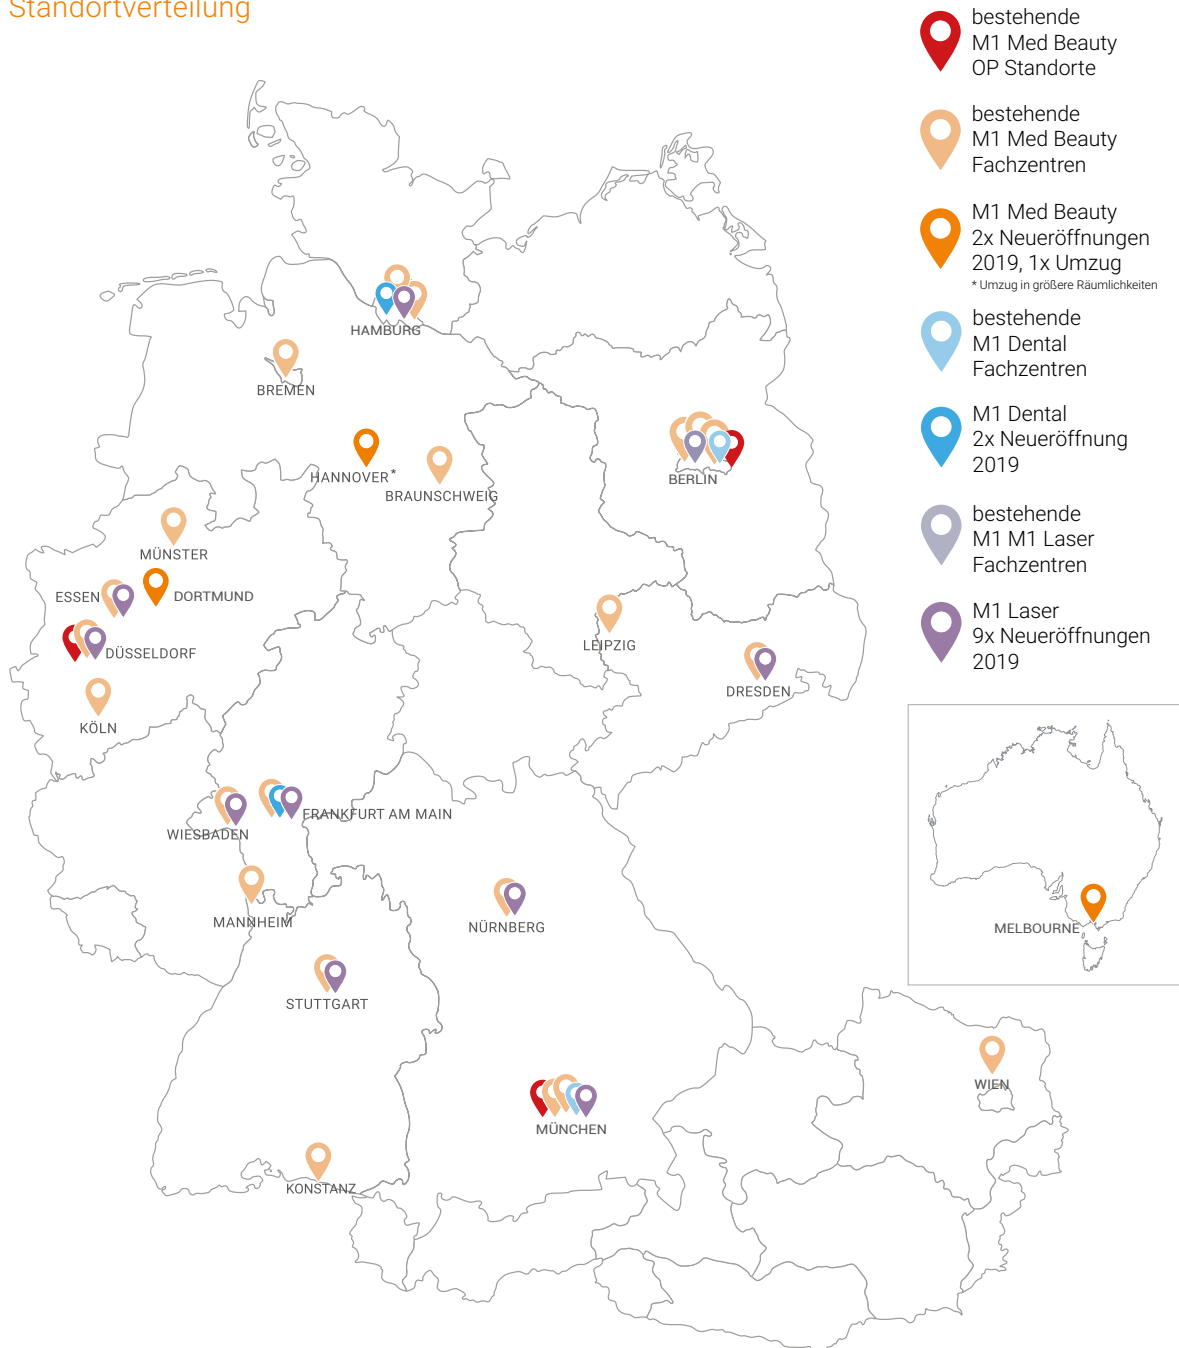 Standortverteilung
bestehende
M1 Med Beauty
OP Standorte
bestehende
M1 Med Beauty
Fachzentren
M1 Med Beauty
2x Neueröffnungen
2019, 1x Umzug
* Umzug in größere Räumlichkeiten
bestehende
M1 Dental
Fachzentren
M1 Dental
2x Neueröffnung
2019
bestehende
M1 M1 Laser
Fachzentren
M1 Laser
9x Neueröffnungen
2019
HAMBURG
BREMEN
HANNOVER *
BRAUNSCHWEIG
BERLIN
MÜNSTER
ESSEN
DORTMUND
DÜSSELDORF
LEIPZIG
DRESDEN
KÖLN
FRANKFURT AM MAIN
WIESBADEN
MANNHEIM
NÜRNBERG
MELBOURNE
STUTTGART
WIEN
MÜNCHEN
KONSTANZ